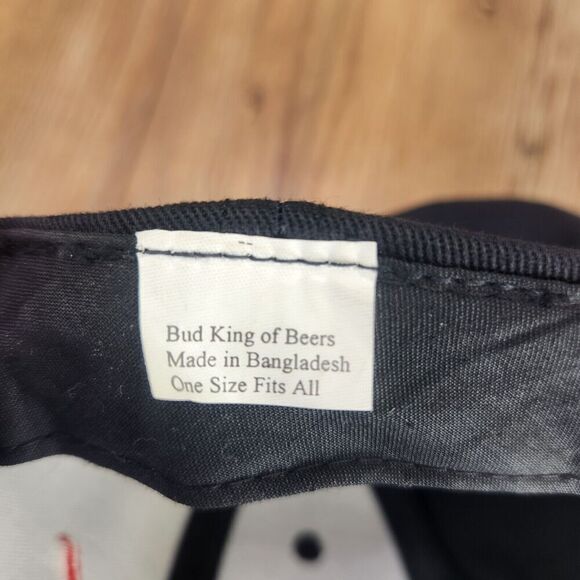 Bud King of Beers
Made in Bangladesh
One Size Fits All